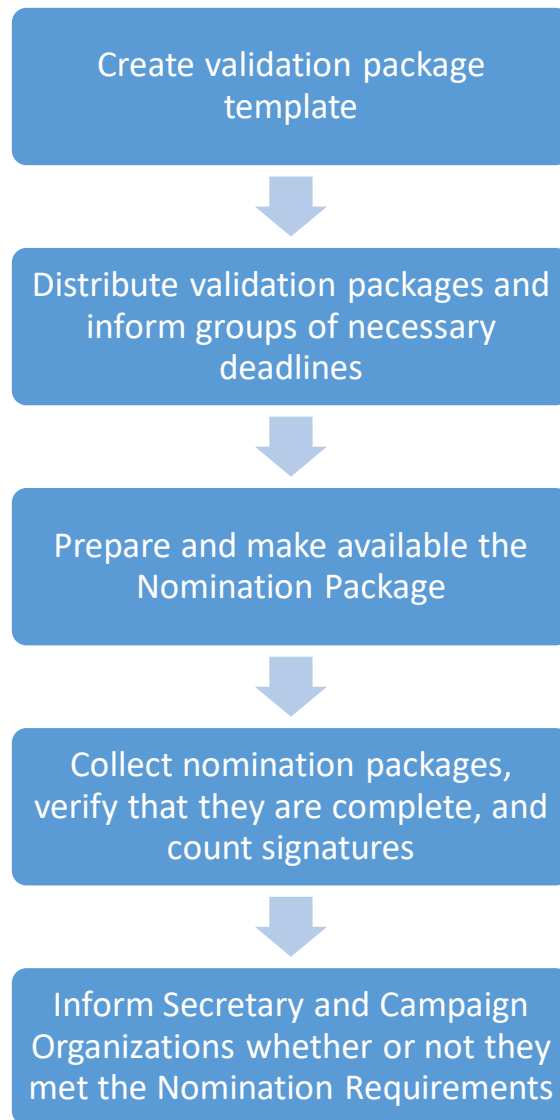 Create validation package
template
Distribute validation packages and
inform groups of necessary
deadlines
Prepare and make available the
Nomination Package
Collect nomination packages,
verify that they are complete, and
count signatures
Inform Secretary and Campaign
Organizations whether or not they
met the Nomination Requirements